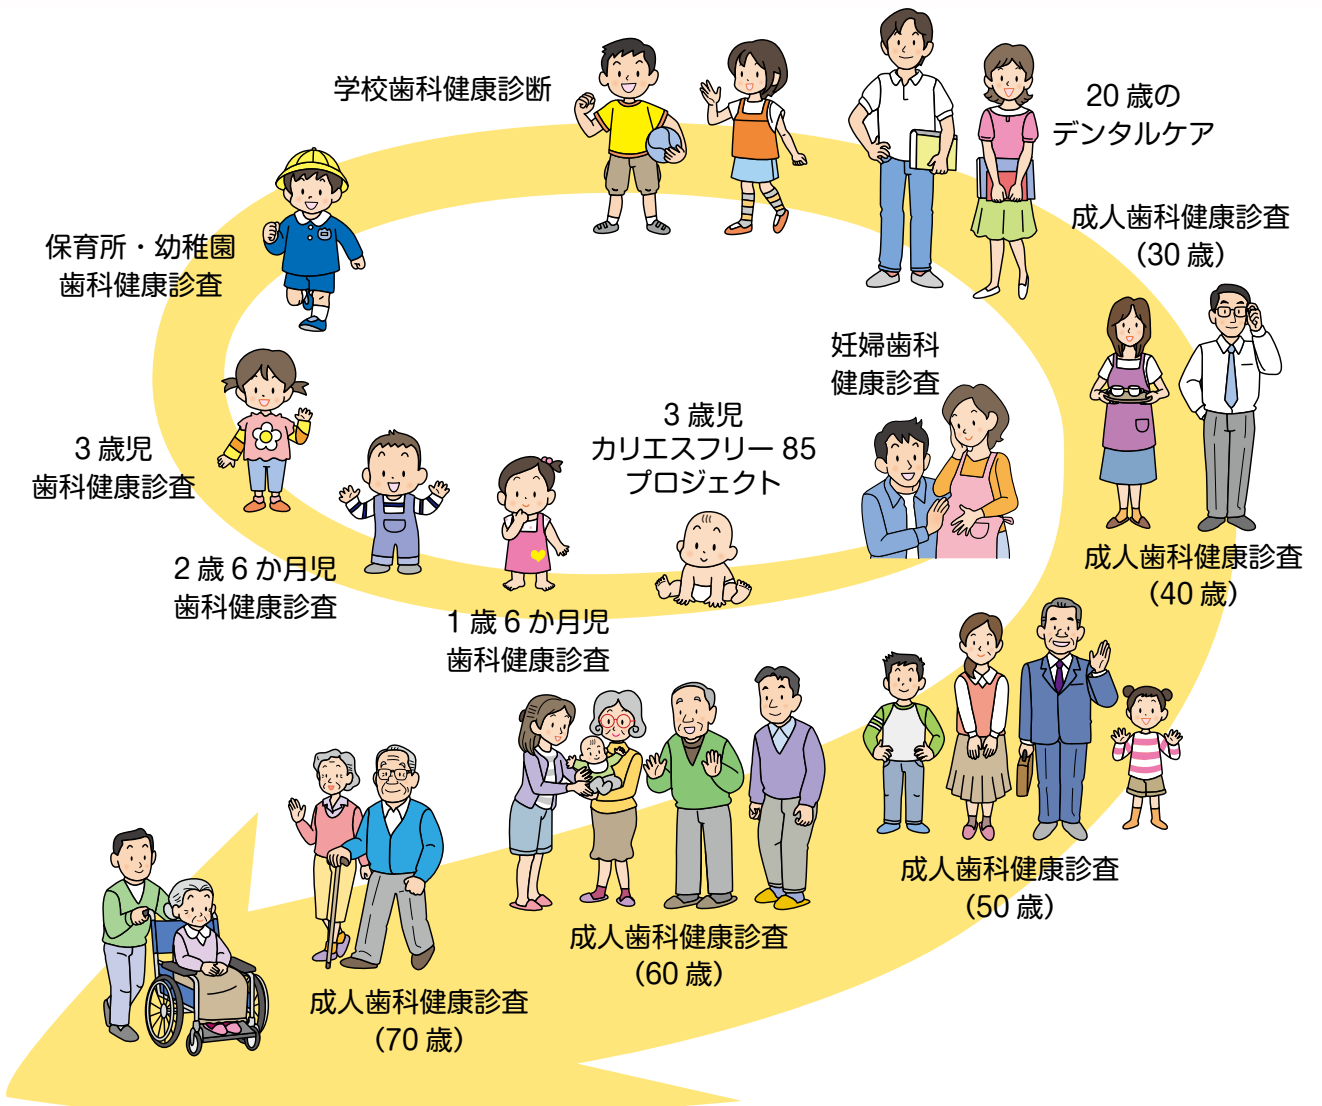 学校歯科健康診断
20歳の
デンタルケア
成人歯科健康診査
（30歳）
保育所・幼稚園
歯科健康診査
妊婦歯科
健康診査
3歳児
カリエスフリー85
プロジェクト
3歳児
歯科健康診査
2歳6か月児
歯科健康診査
1歳6か月児
歯科健康診査
成人歯科健康診査
（40歳）
成人歯科健康診査
（50歳）
成人歯科健康診査
（60歳）
成人歯科健康診査
（70歳）